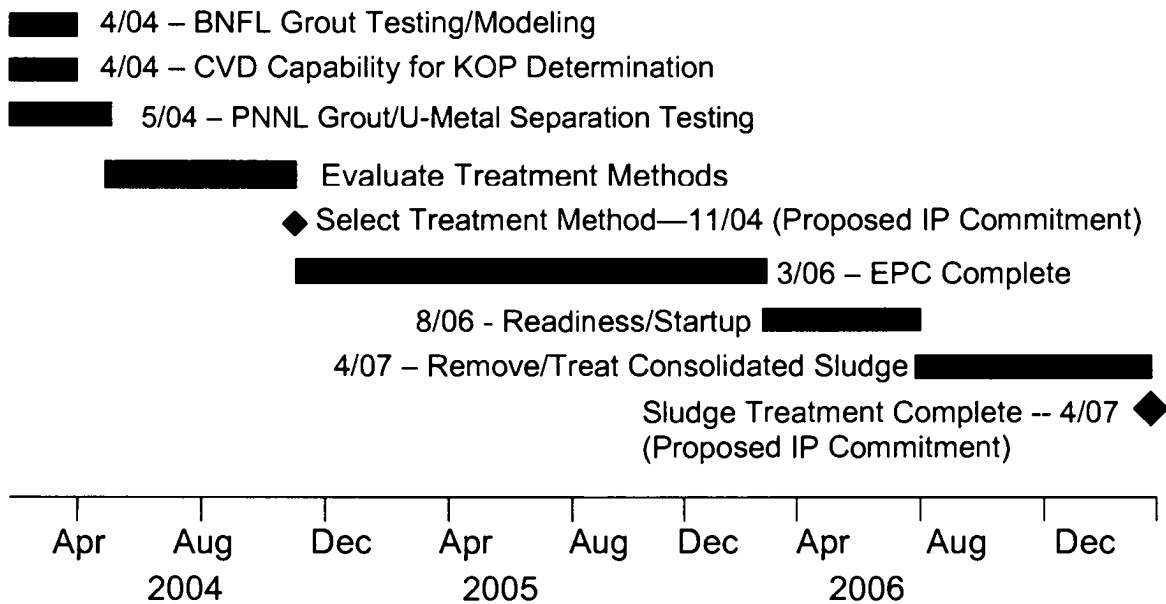 4/04 – BNFL Grout Testing/Modeling
4/04 – CVD Capability for KOP Determination
5/04 – PNNL Grout/U-Metal Separation Testing
Evaluate Treatment Methods
Select Treatment Method—11/04 (Proposed IP Commitment)
3/06 – EPC Complete
8/06 - Readiness/Startup
4/07 – Remove/Treat Consolidated Sludge
Sludge Treatment Complete -- 4/07
(Proposed IP Commitment)
Apr Aug Dec Apr Aug Dec Apr Aug Dec
2004 2005 2006